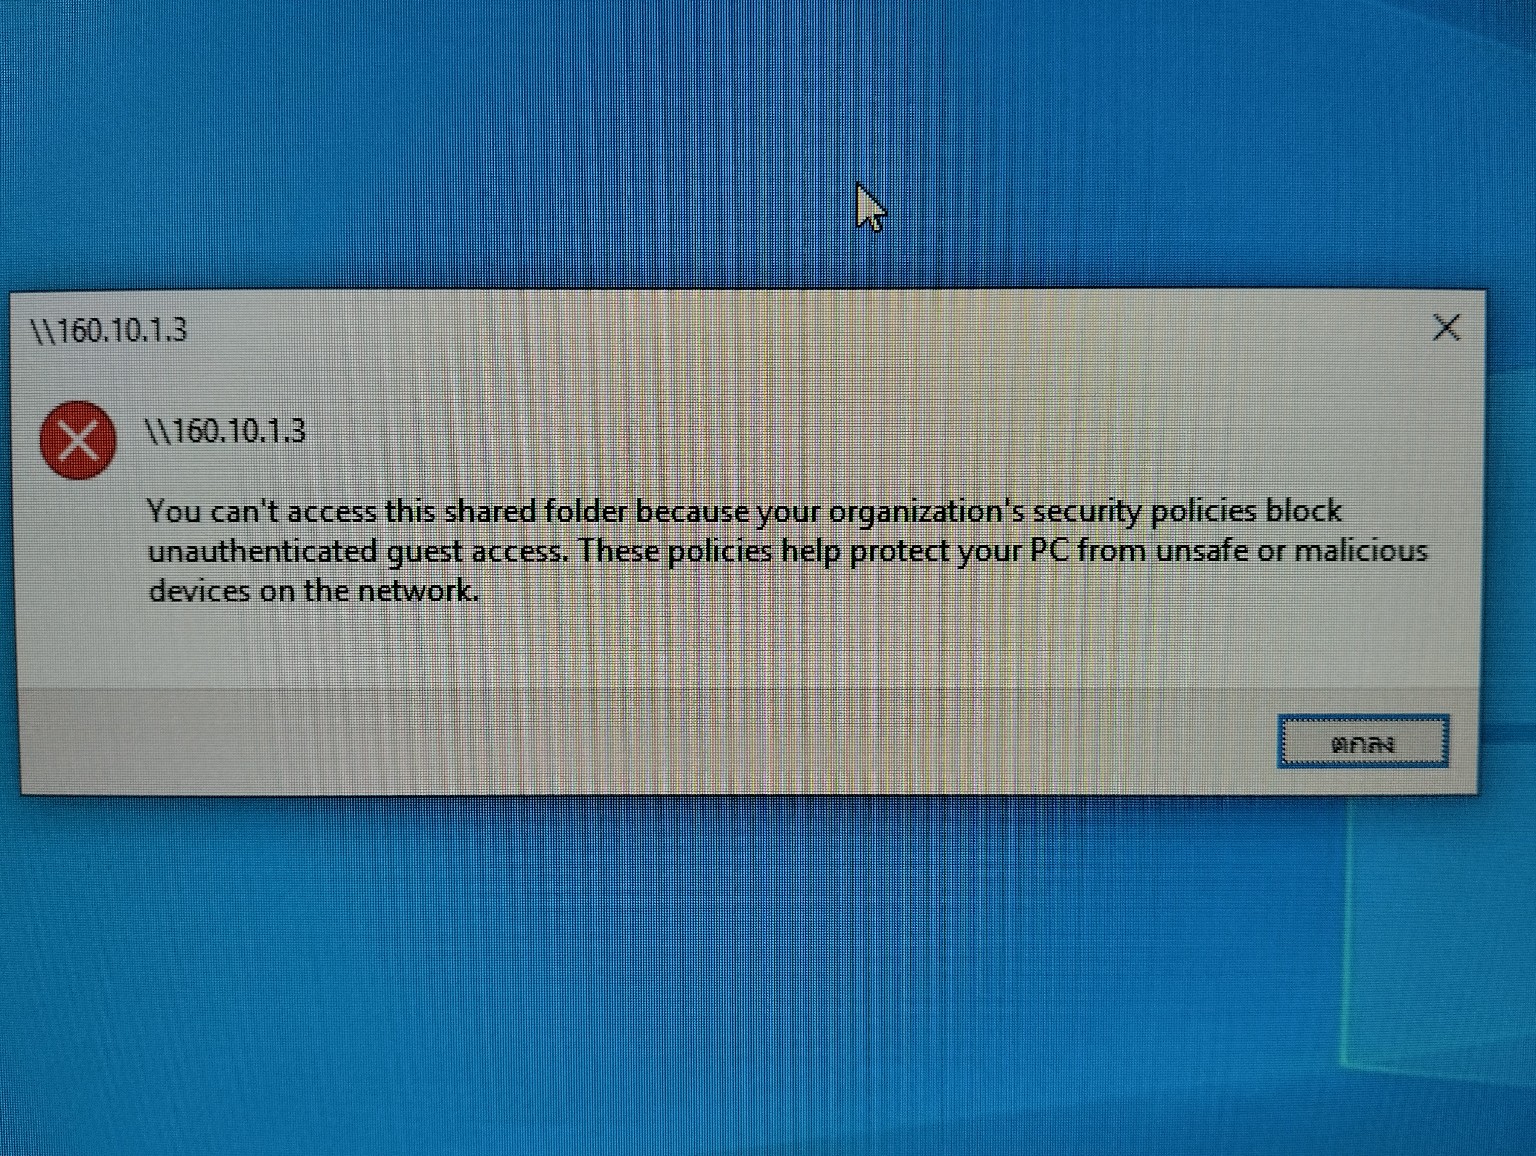 \\160.10.1.3
\\160.10.1.3
You can't access this shared folder because your organization's security policies block
unauthenticated guest access. These policies help protect your PC from unsafe or malicious
devices on the network.
ตกลง